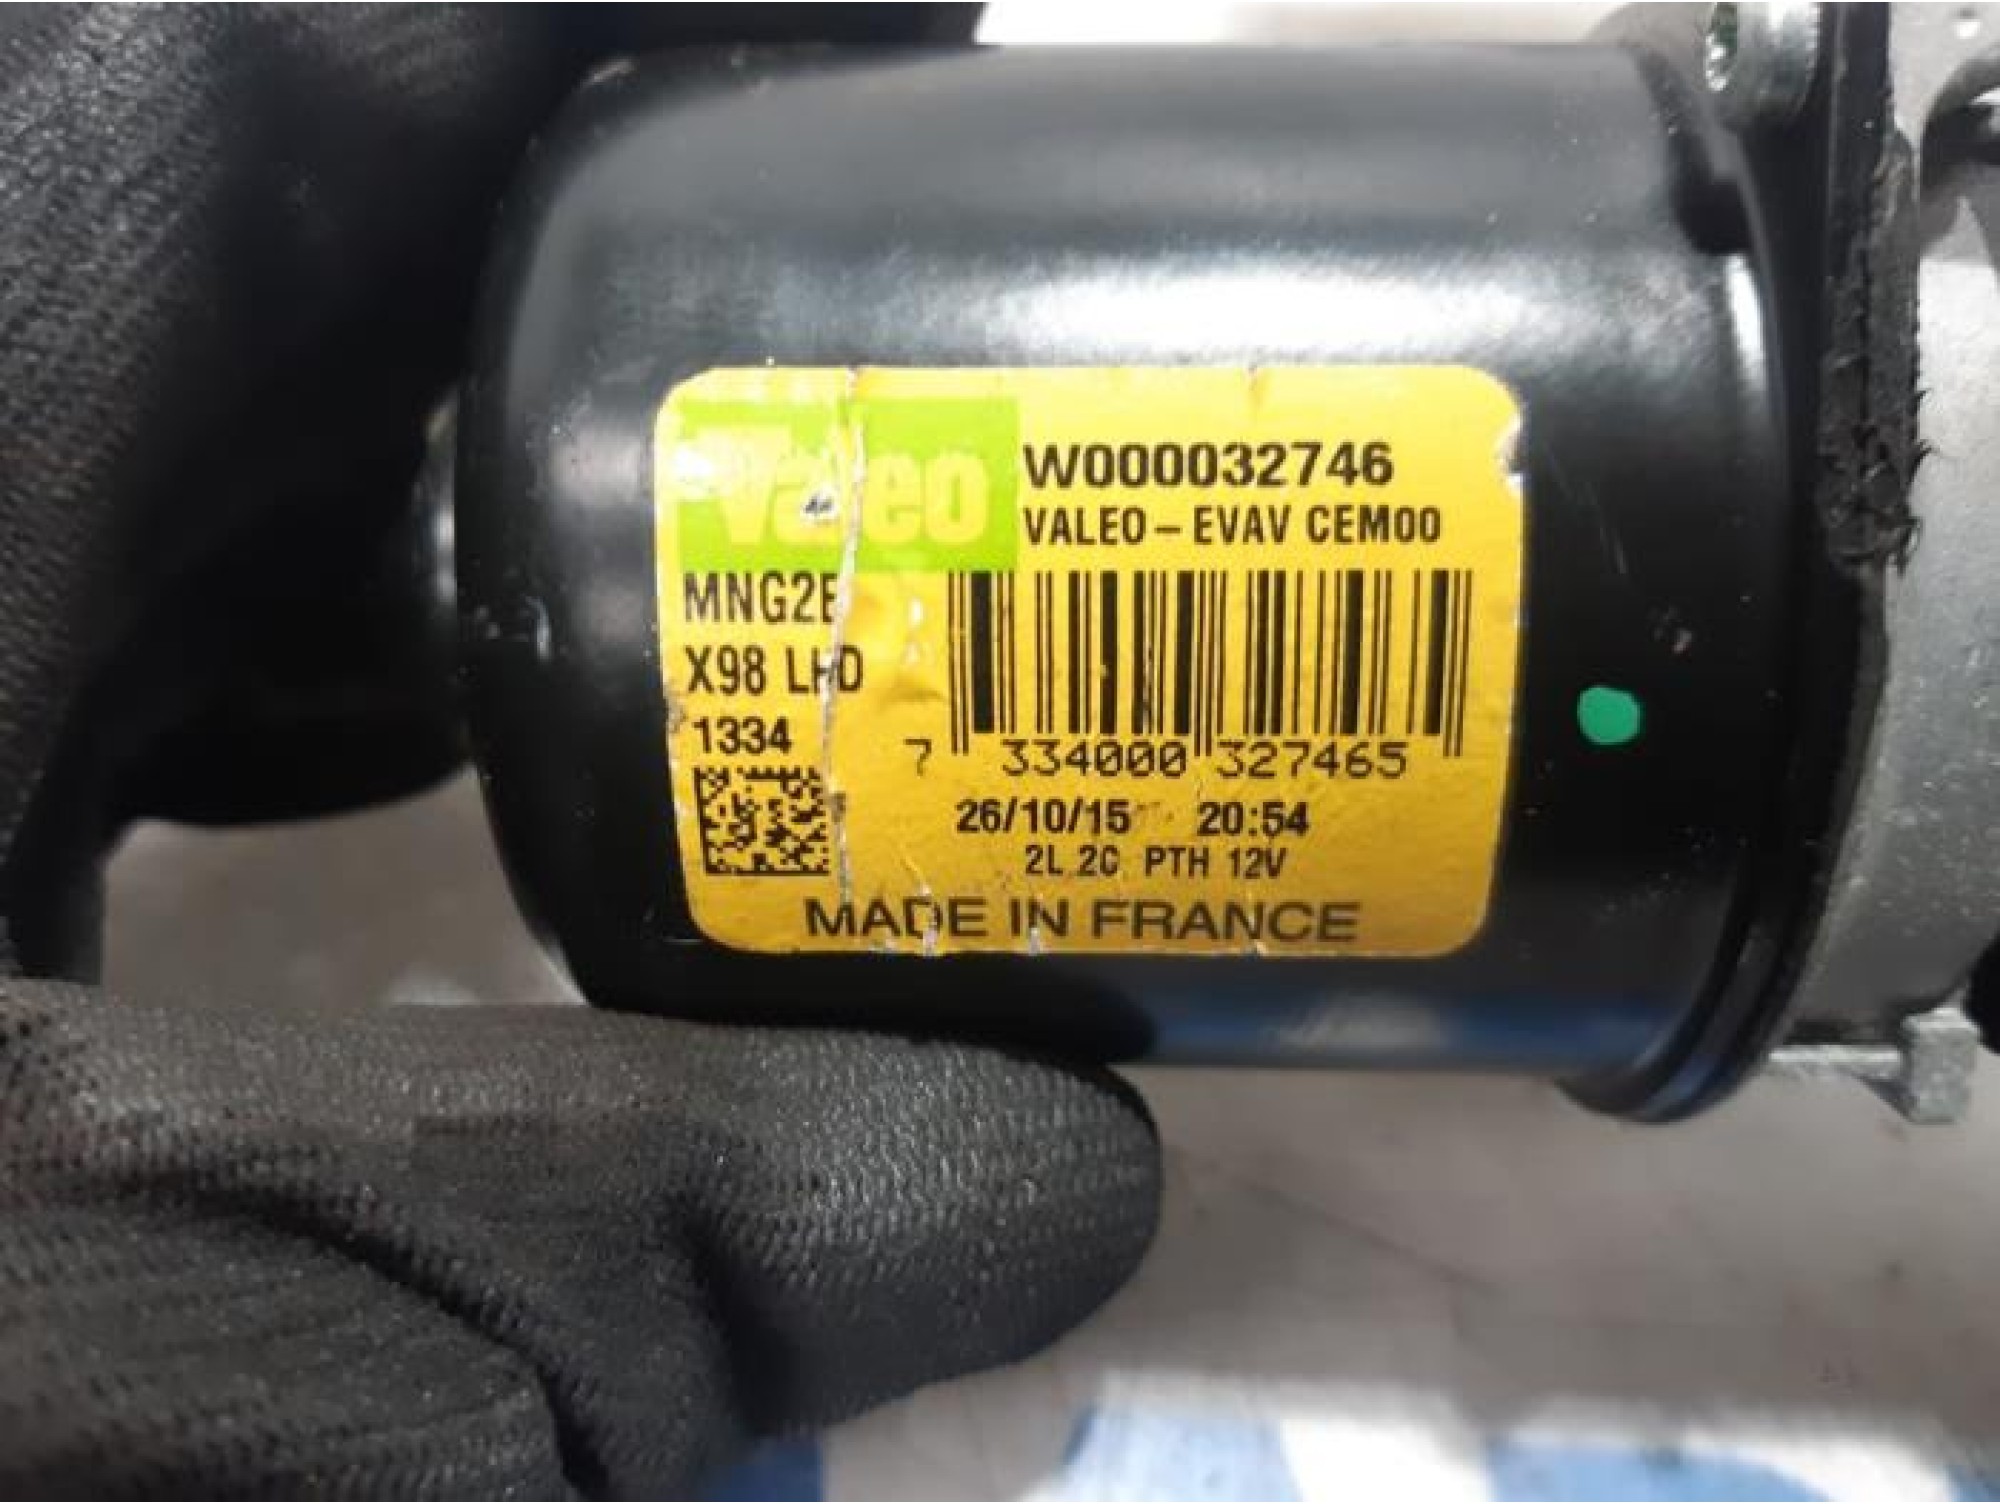 Valeo
W000032746
VALEO - EVAV CEM00
MNG2E
X98 LHD
1334
7 334000 327465
26/10/15 20:54
2L 2C PTH 12V
MADE IN FRANCE